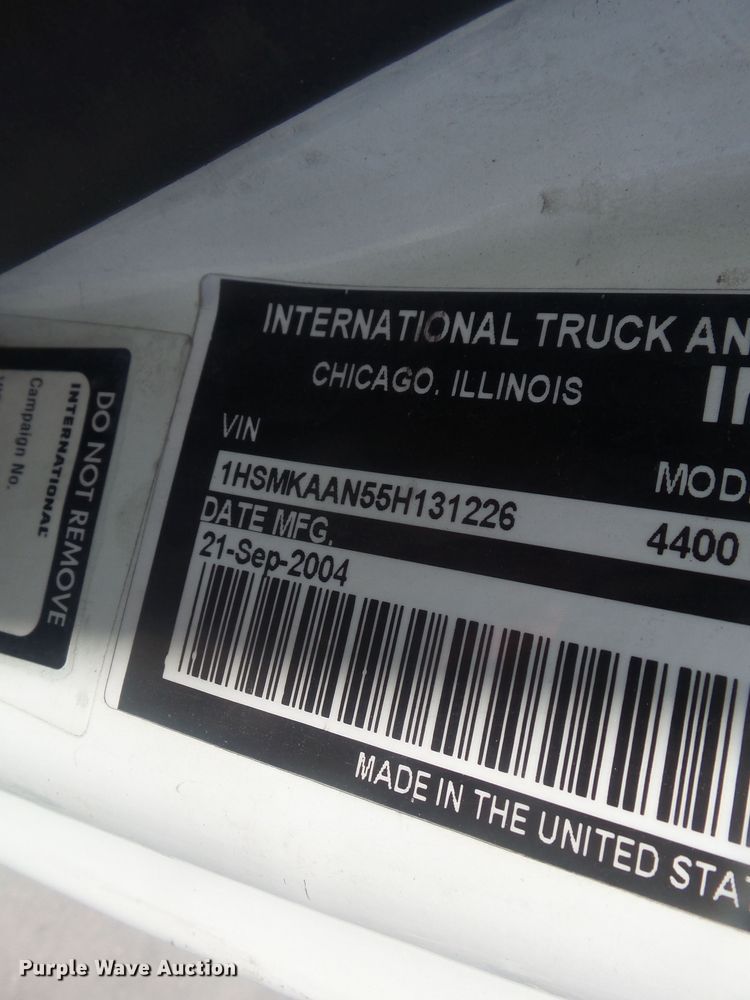 INTERNATIONAL TRUCK AN
CHICAGO, ILLINOIS
VIN
MOD
1HSMKAAN55H131226
4400
DATE MFG.
21-Sep-2004
MADE IN THE UNITED STA
DO NOT REMOVE
INTERNATIONAL
Campaign No.
Purple Wave Auction